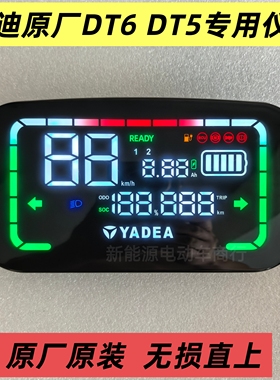 迪原厂DT6 DT5专用仪
READY
1 2
88
km/h
8.88
Ah
ODO
SOC
188.888
TRIP
km
YADEA
新能源电动车商行
原厂原装 无损直上